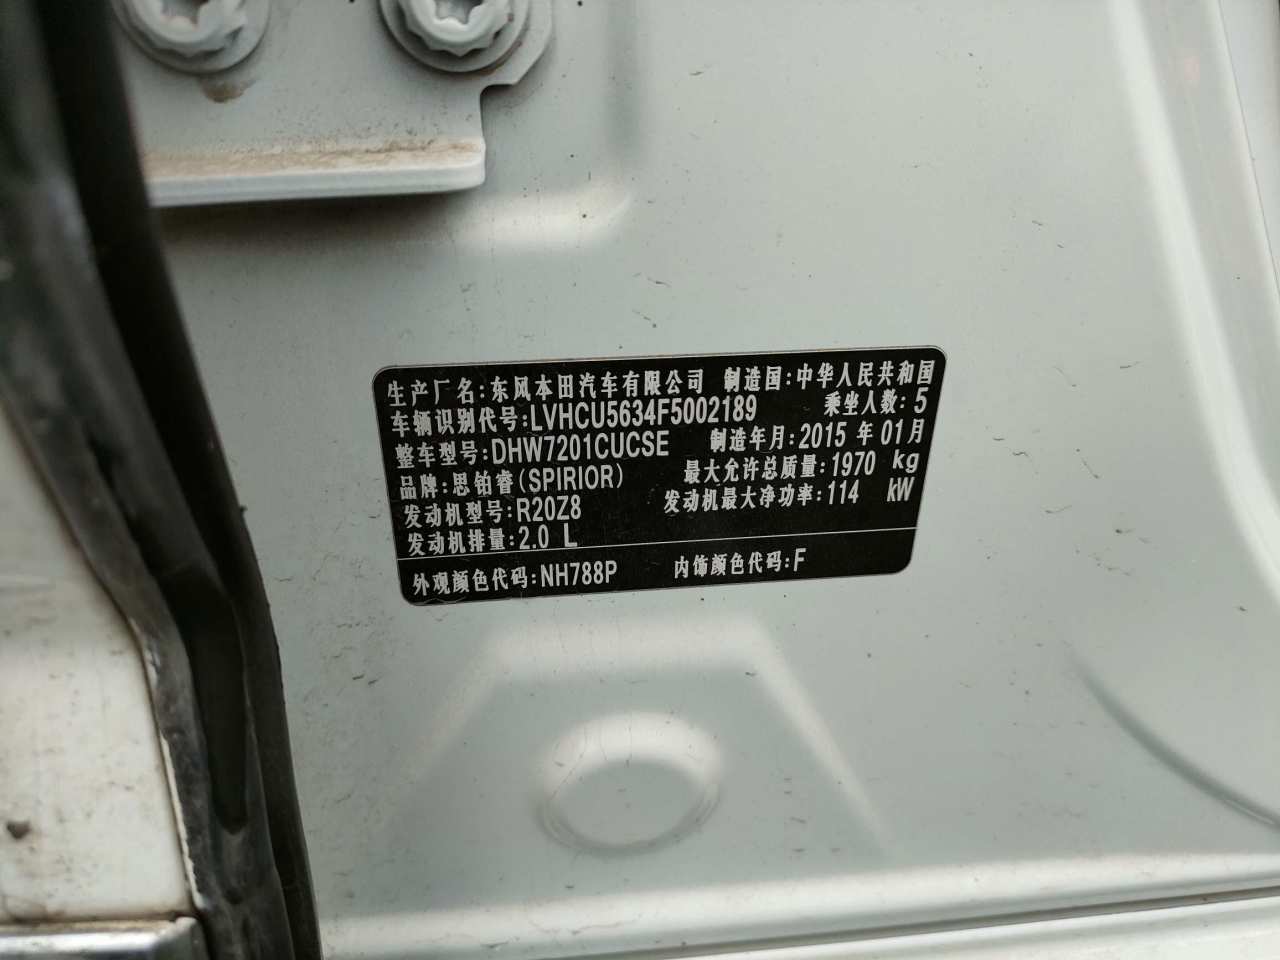 生产厂名:东风本田汽车有限公司 制造国:中华人民共和国
车辆识别代号:LVHCU5634F5002189 乘坐人数:5
整车型号:DHW7201CUCSE 制造年月:2015 年 01 月
品牌:思铂睿(SPIRIOR) 最大允许总质量:1970 kg
发动机型号:R20Z8 发动机最大净功率:114 kW
发动机排量:2.0 L
外观颜色代码:NH788P 内饰颜色代码:F